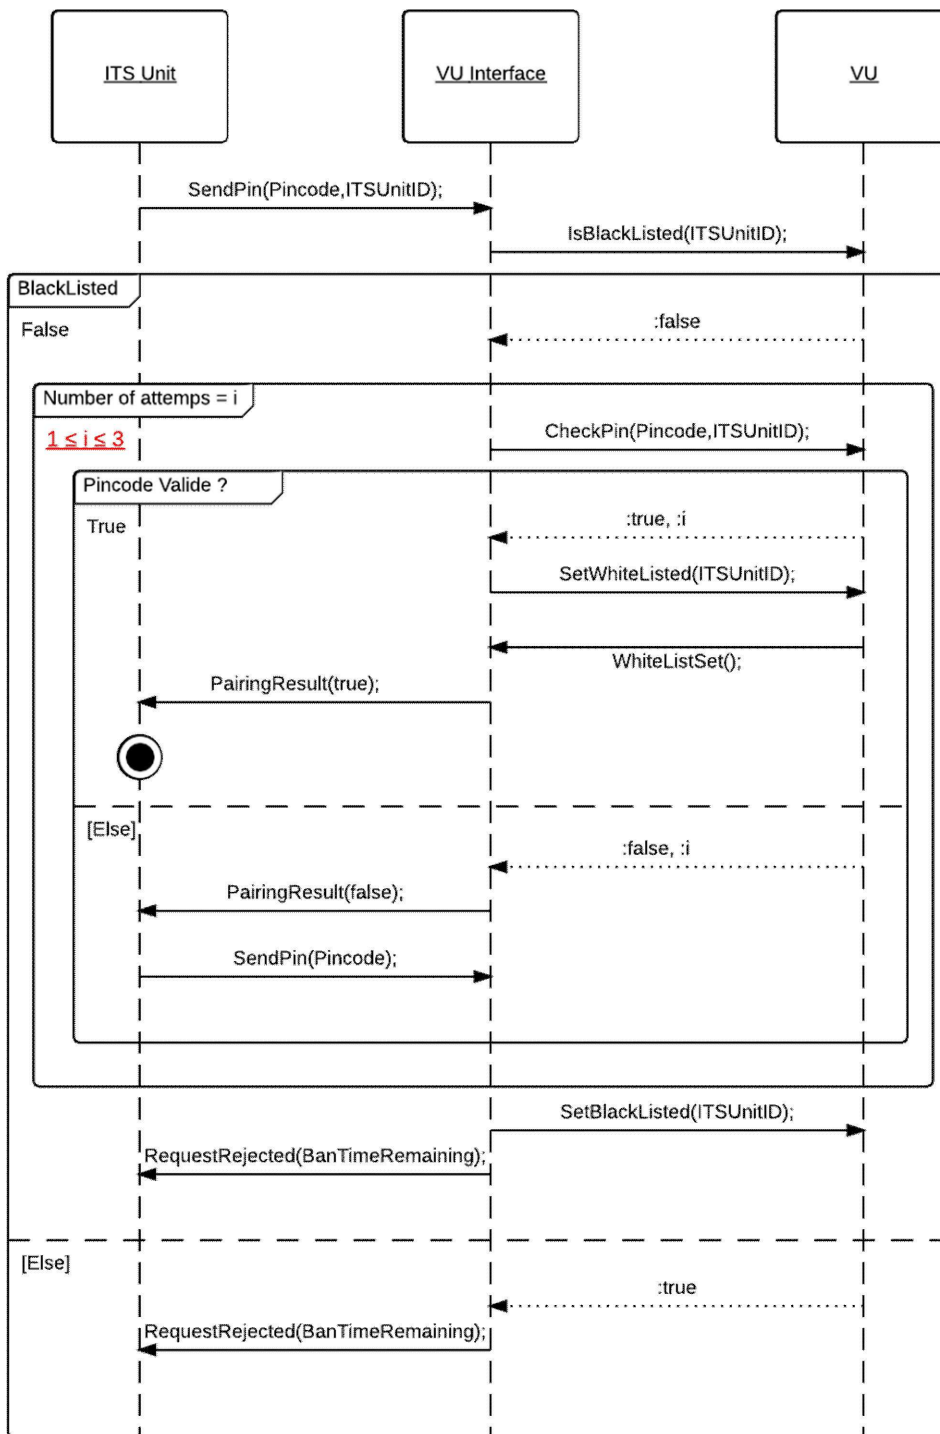 ITS Unit
VU Interface
VU
SendPin(Pincode,ITSUnitID);
IsBlackListed(ITSUnitID);
BlackListed
False
:false
Number of attemps = i
1 ≤ i ≤ 3
CheckPin(Pincode,ITSUnitID);
Pincode Valide ?
True
:true, :i
SetWhiteListed(ITSUnitID);
WhiteListSet();
PairingResult(true);
[Else]
:false, :i
PairingResult(false);
SendPin(Pincode);
SetBlackListed(ITSUnitID);
RequestRejected(BanTimeRemaining);
[Else]
:true
RequestRejected(BanTimeRemaining);